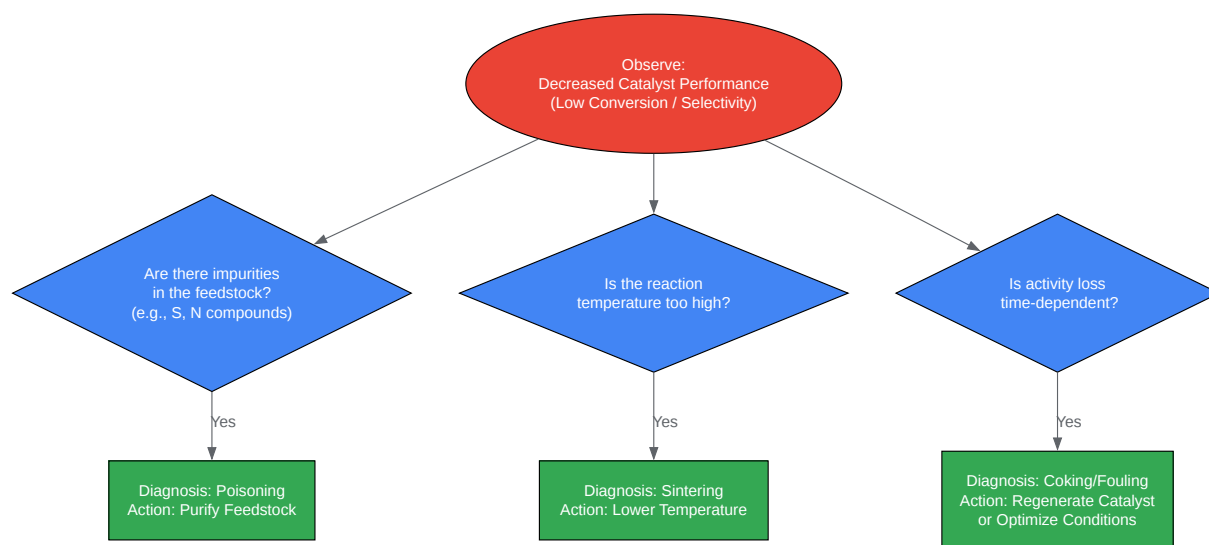 Observe:
Decreased Catalyst Performance
(Low Conversion / Selectivity)
Are there impurities
in the feedstock?
(e.g., S, N compounds)
Is the reaction
temperature too high?
Is activity loss
time-dependent?
Yes
Yes
Yes
Diagnosis: Poisoning
Action: Purify Feedstock
Diagnosis: Sintering
Action: Lower Temperature
Diagnosis: Coking/Fouling
Action: Regenerate Catalyst
or Optimize Conditions